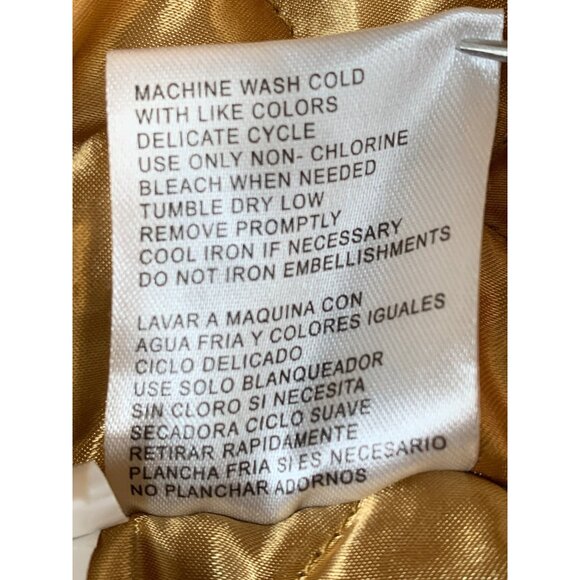 MACHINE WASH COLD
WITH LIKE COLORS
DELICATE CYCLE
USE ONLY NON- CHLORINE
BLEACH WHEN NEEDED
TUMBLE DRY LOW
REMOVE PROMPTLY
COOL IRON IF NECESSARY
DO NOT IRON EMBELLISHMENTS
LAVAR A MAQUINA CON
AGUA FRIA Y COLORES IGUALES
CICLO DELICADO
USE SOLO BLANQUEADOR
SIN CLORO SI NECESITA
SECADORA CICLO SUAVE
RETIRAR RAPIDAMENTE
PLANCHA FRIA SI ES NECESARIO
NO PLANCHAR ADORNOS